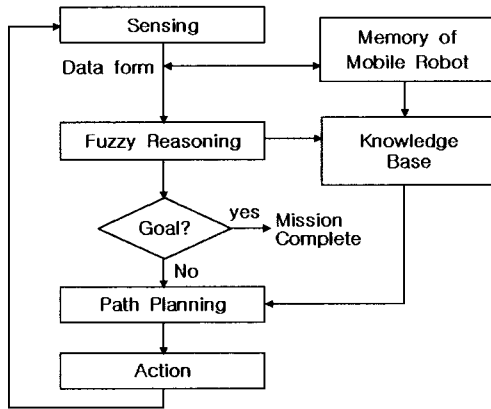 Sensing
Data form
Memory of
Mobile Robot
Fuzzy Reasoning
Knowledge
Base
Goal?
yes
Mission
Complete
No
Path Planning
Action